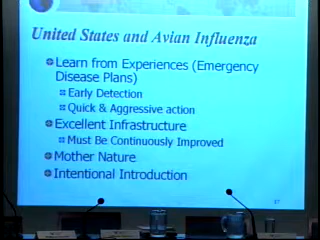 United States and Avian Influenza
Learn from Experiences (Emergency
Disease Plans)
Early Detection
Quick & Aggressive action
Excellent Infrastructure
Must Be Continuously Improved
Mother Nature
Intentional Introduction